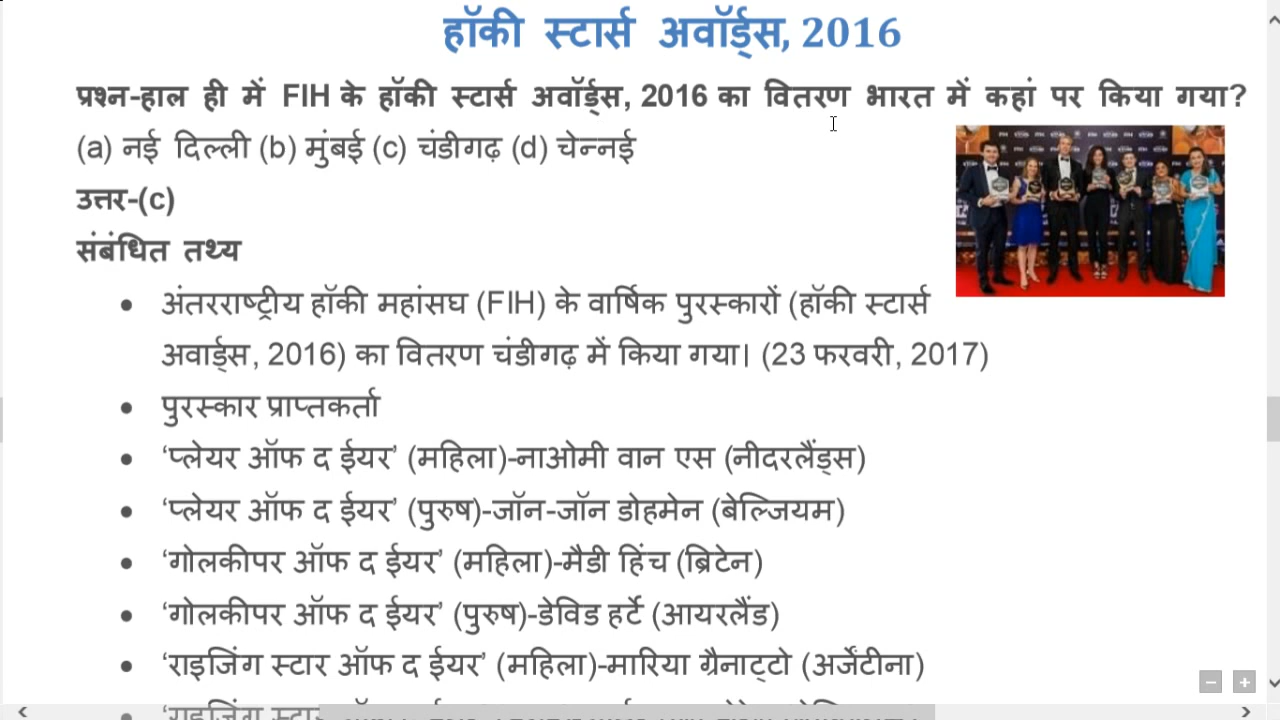 हॉकी स्टार्स अवॉर्ड्स, 2016
प्रश्न-हाल ही में FIH के हॉकी स्टार्स अवॉर्ड्स, 2016 का वितरण भारत में कहां पर किया गया?
(a) नई दिल्ली (b) मुंबई (c) चंडीगढ़ (d) चेन्नई
उत्तर-(c)
संबंधित तथ्य
• अंतरराष्ट्रीय हॉकी महांसघ (FIH) के वार्षिक पुरस्कारों (हॉकी स्टार्स
अवार्ड्स, 2016) का वितरण चंडीगढ़ में किया गया। (23 फरवरी, 2017)
• पुरस्कार प्राप्तकर्ता
• ‘प्लेयर ऑफ द ईयर’ (महिला)-नाओमी वान एस (नीदरलैंड्स)
• ‘प्लेयर ऑफ द ईयर’ (पुरुष)-जॉन-जॉन डोहमेन (बेल्जियम)
• ‘गोलकीपर ऑफ द ईयर’ (महिला)-मैडी हिंच (ब्रिटेन)
• ‘गोलकीपर ऑफ द ईयर’ (पुरुष)-डेविड हर्टे (आयरलैंड)
• ‘राइजिंग स्टार ऑफ द ईयर’ (महिला)-मारिया ग्रैनाट्टो (अर्जेंटीना)